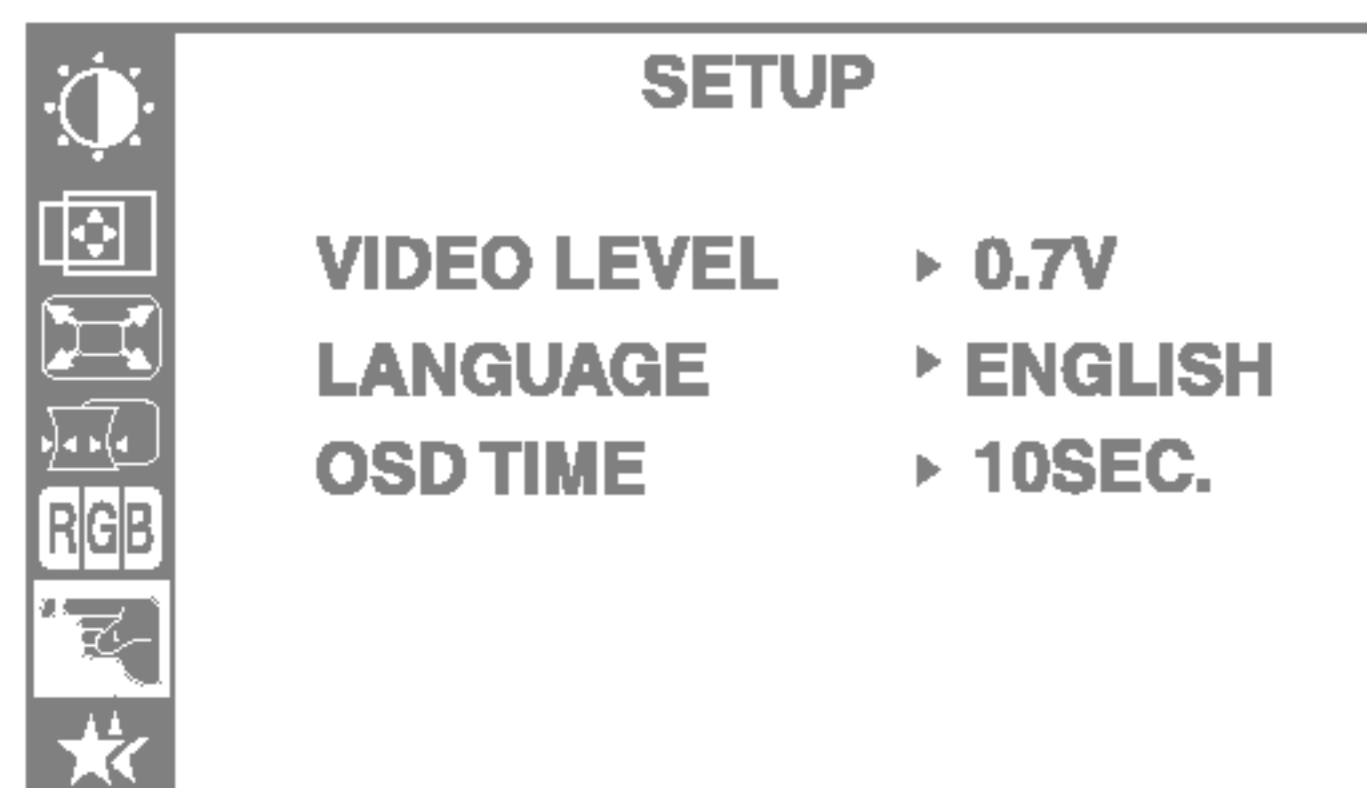 SETUP
VIDEO LEVEL ▸ 0.7V
LANGUAGE ▸ ENGLISH
OSD TIME ▸ 10SEC.
RGB